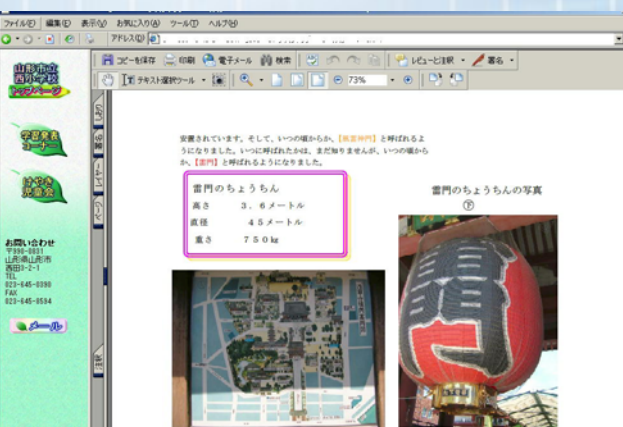 ファイル(F) 編集(E) 表示(V) お気に入り(A) ツール(T) ヘルプ(H)
アドレス(D)
コピーを保存 印刷 電子メール 検索 レビューと注釈 署名
テキスト選択ツール 73%
山形市立
西小学校
トップページ
学習発表
コーナー
けやき
児童会
お問い合わせ
〒990-0831
山形県山形市
西田3-2-1
TEL
023-645-0390
FAX
023-645-8594
メール
安置されています。そして、いつの頃からか、【風雷神門】と呼ばれるよ
うになりました。いつに呼ばれたかは、まだ知りませんが、いつの頃から
か、【雷門】と呼ばれるようになりました。
雷門のちょうちん
高さ 3.6メートル
直径 45メートル
重さ 750kg
雷門のちょうちんの写真
下